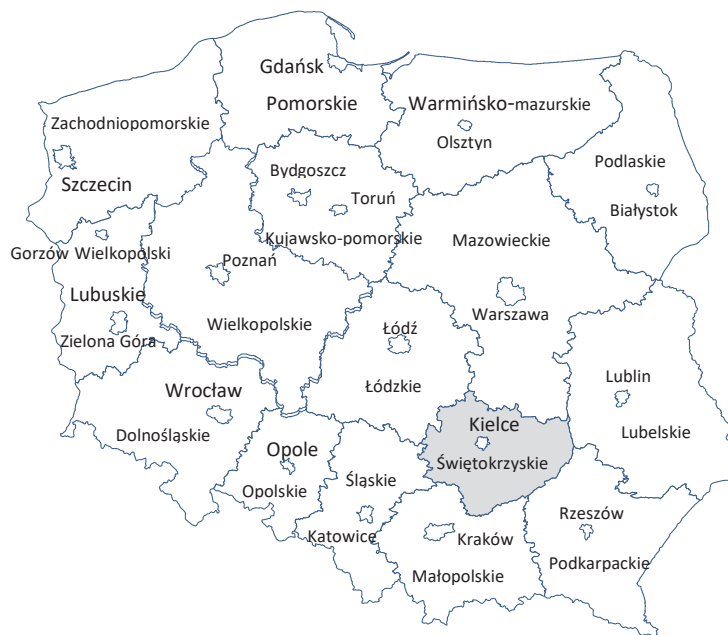 Gdańsk
Pomorskie
Warmińsko-mazurskie
Olsztyn
Zachodniopomorskie
Szczecin
Podlaskie
Białystok
Bydgoszcz
Toruń
Kujawsko-pomorskie
Gorzów Wielkopolski
Lubuskie
Zielona Góra
Poznań
Wielkopolskie
Mazowieckie
Warszawa
Łódź
Łódzkie
Wrocław
Dolnośląskie
Lublin
Lubelskie
Kielce
Świętokrzyskie
Opole
Opolskie
Śląskie
Katowice
Kraków
Małopolskie
Rzeszów
Podkarpackie